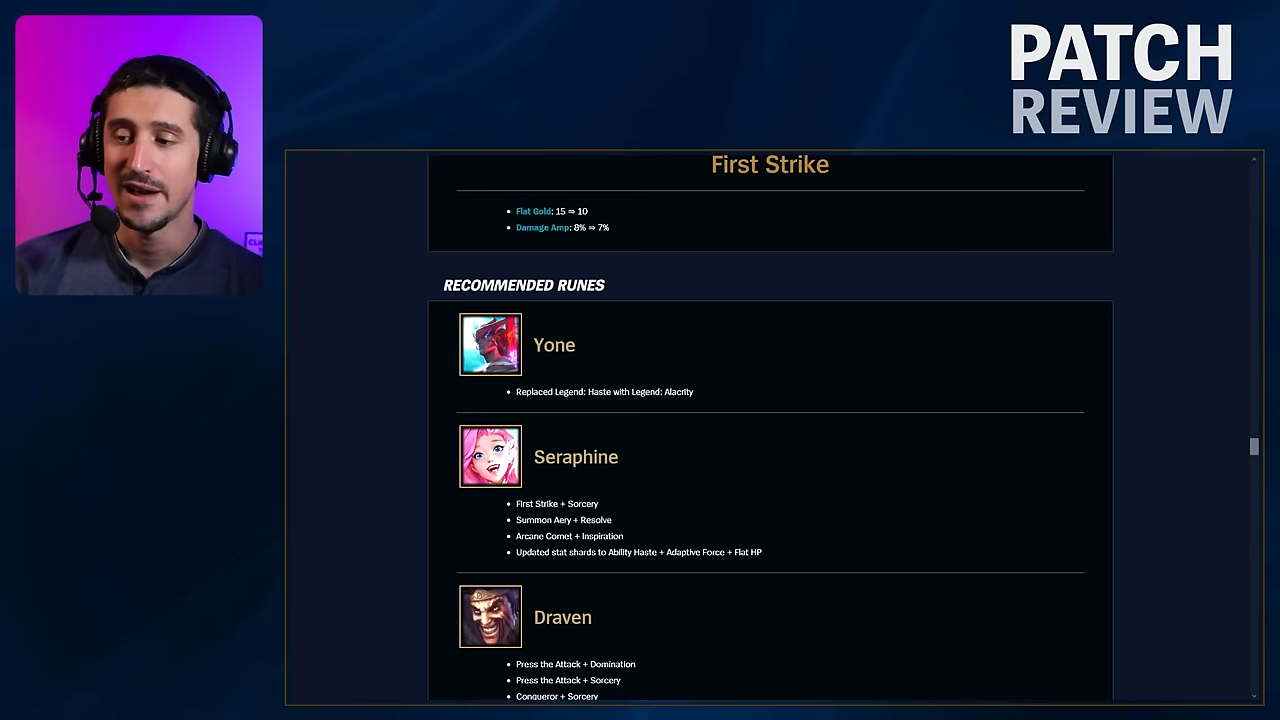 PATCH
REVIEW
First Strike
Flat Gold: 15 ⇒ 10
Damage Amp: 8% ⇒ 7%
RECOMMENDED RUNES
Yone
Replaced Legend: Haste with Legend: Alacrity
Seraphine
First Strike + Sorcery
Summon Aery + Resolve
Arcane Comet + Inspiration
Updated stat shards to Ability Haste + Adaptive Force + Flat HP
Draven
Press the Attack + Domination
Press the Attack + Sorcery
Conqueror + Sorcery